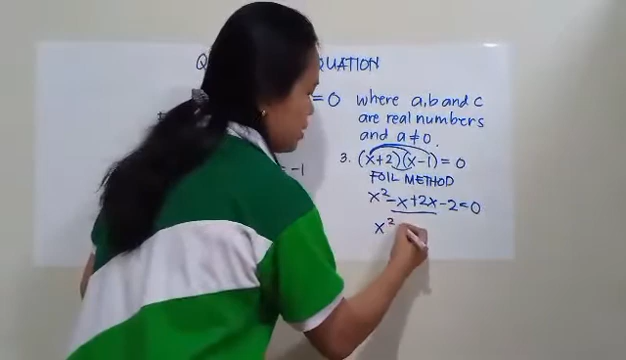 QUATION
= 0 where a, b and c
are real numbers
and a ≠ 0.
3. (x+2)(x-1) = 0
= -1
FOIL METHOD
x² - x + 2x - 2 = 0
x²